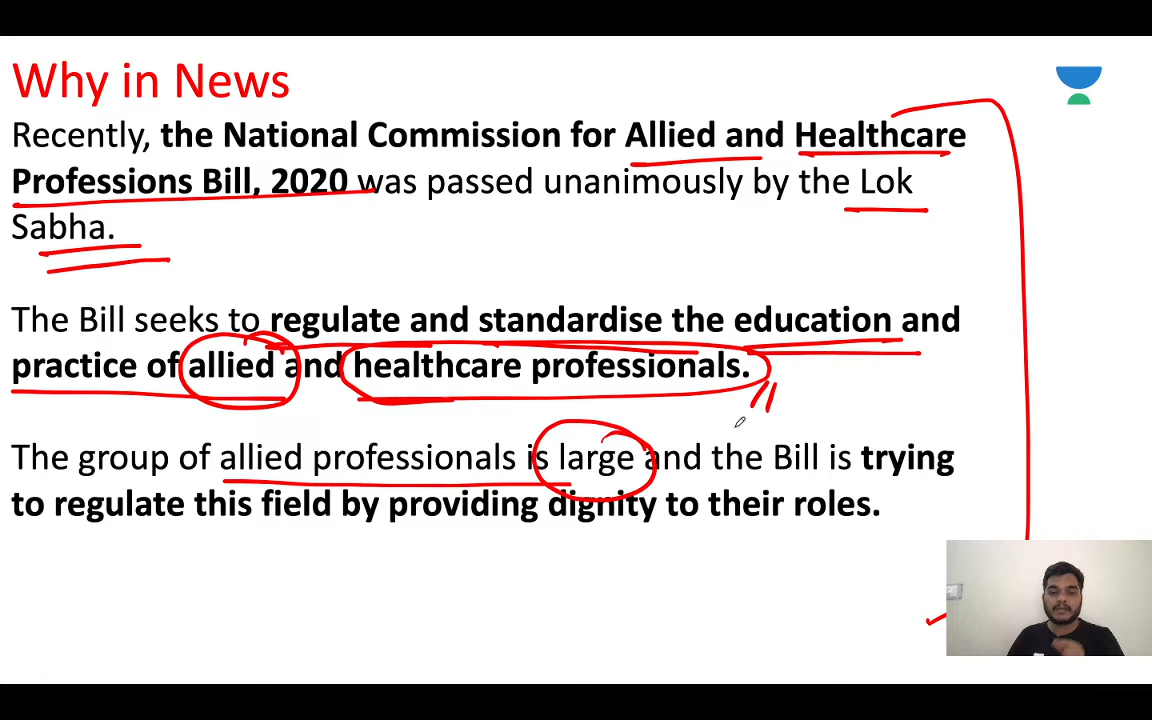 Why in News
Recently, the National Commission for Allied and Healthcare
Professions Bill, 2020 was passed unanimously by the Lok
Sabha.
The Bill seeks to regulate and standardise the education and
practice of allied and healthcare professionals.
The group of allied professionals is large and the Bill is trying
to regulate this field by providing dignity to their roles.